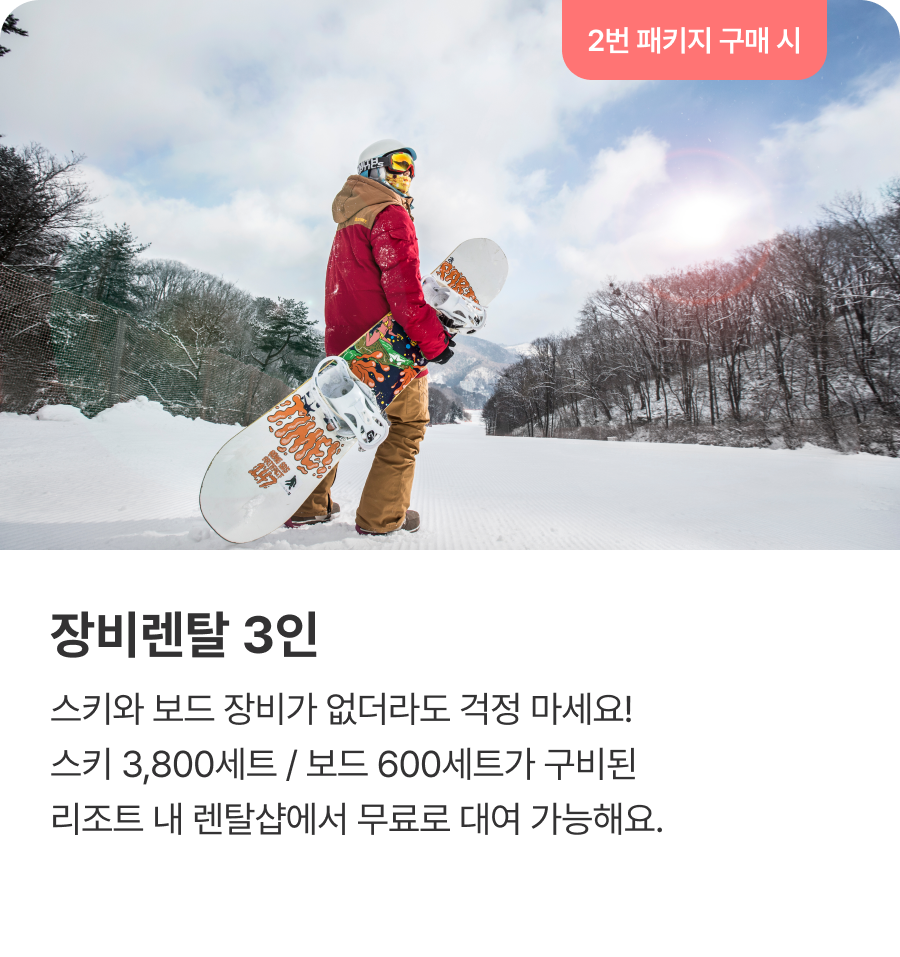 2번 패키지 구매 시
장비렌탈 3인
스키와 보드 장비가 없더라도 걱정 마세요!
스키 3,800세트 / 보드 600세트가 구비된
리조트 내 렌탈샵에서 무료로 대여 가능해요.